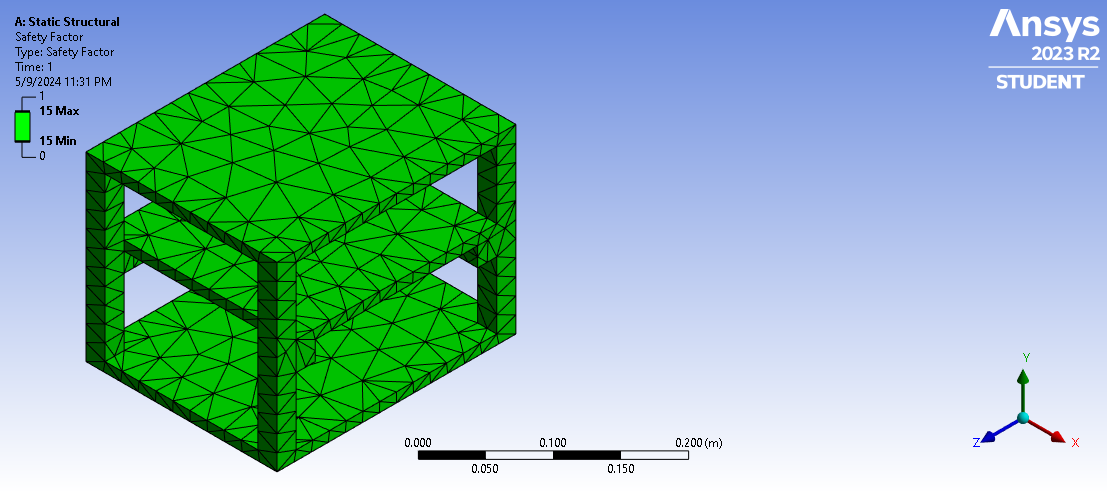 A: Static Structural
Safety Factor
Type: Safety Factor
Time: 1
5/9/2024 11:31 PM
1
15 Max
15 Min
0
Ansys
2023 R2
STUDENT
0.000 0.100 0.200 (m)
0.050 0.150
Y
Z X